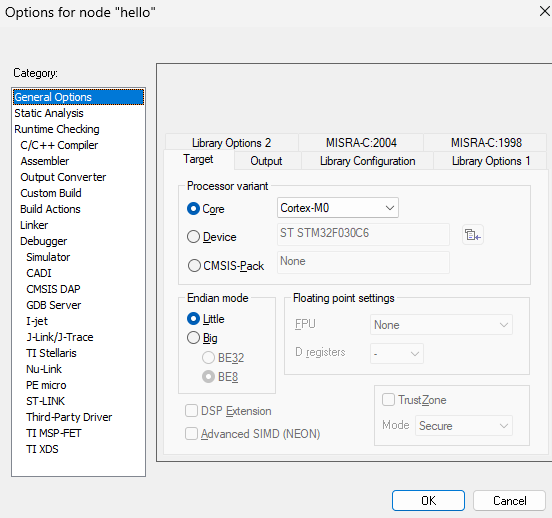 Options for node "hello"
Category:
General Options
Static Analysis
Runtime Checking
C/C++ Compiler
Assembler
Output Converter
Custom Build
Build Actions
Linker
Debugger
Simulator
CADI
CMSIS DAP
GDB Server
I-jet
J-Link/J-Trace
TI Stellaris
Nu-Link
PE micro
ST-LINK
Third-Party Driver
TI MSP-FET
TI XDS
Library Options 2 MISRA-C:2004 MISRA-C:1998
Target Output Library Configuration Library Options 1
Processor variant
Core Cortex-M0
Device ST STM32F030C6
CMSIS-Pack None
Endian mode
Little
Big
BE32
BE8
Floating point settings
FPU None
D registers -
DSP Extension
Advanced SIMD (NEON)
TrustZone
Mode Secure
OK Cancel